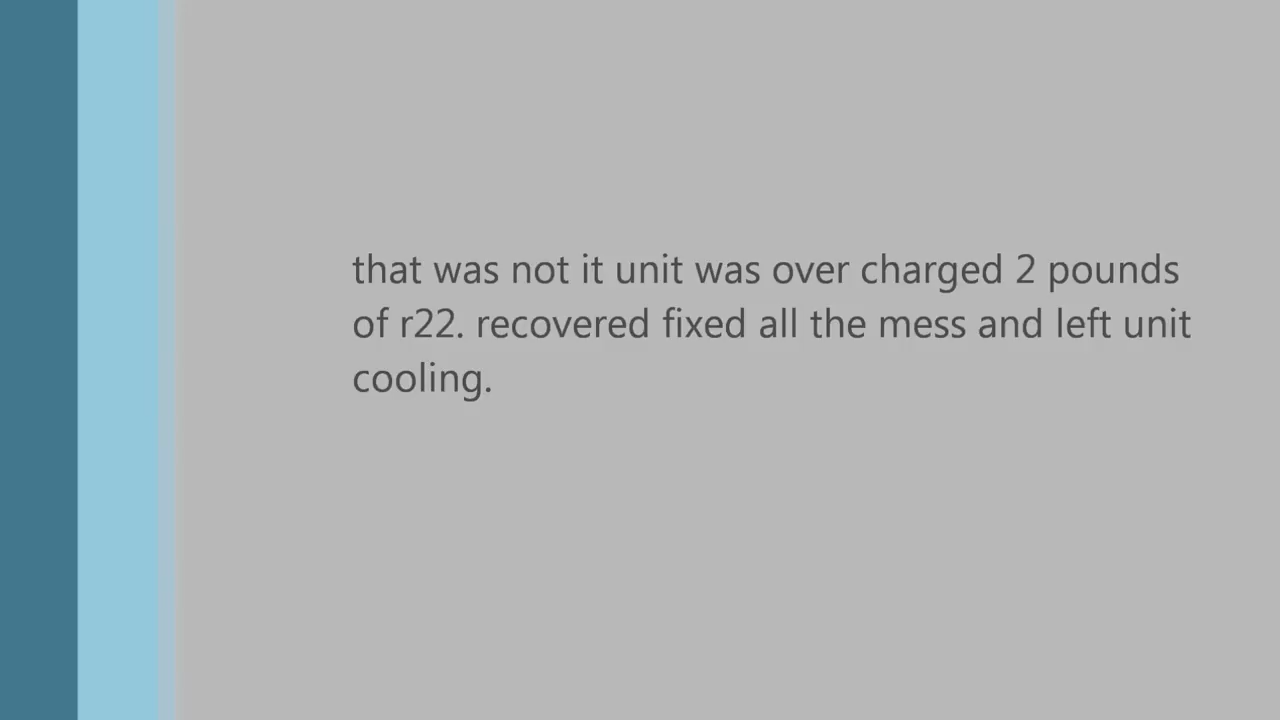 that was not it unit was over charged 2 pounds
of r22. recovered fixed all the mess and left unit
cooling.